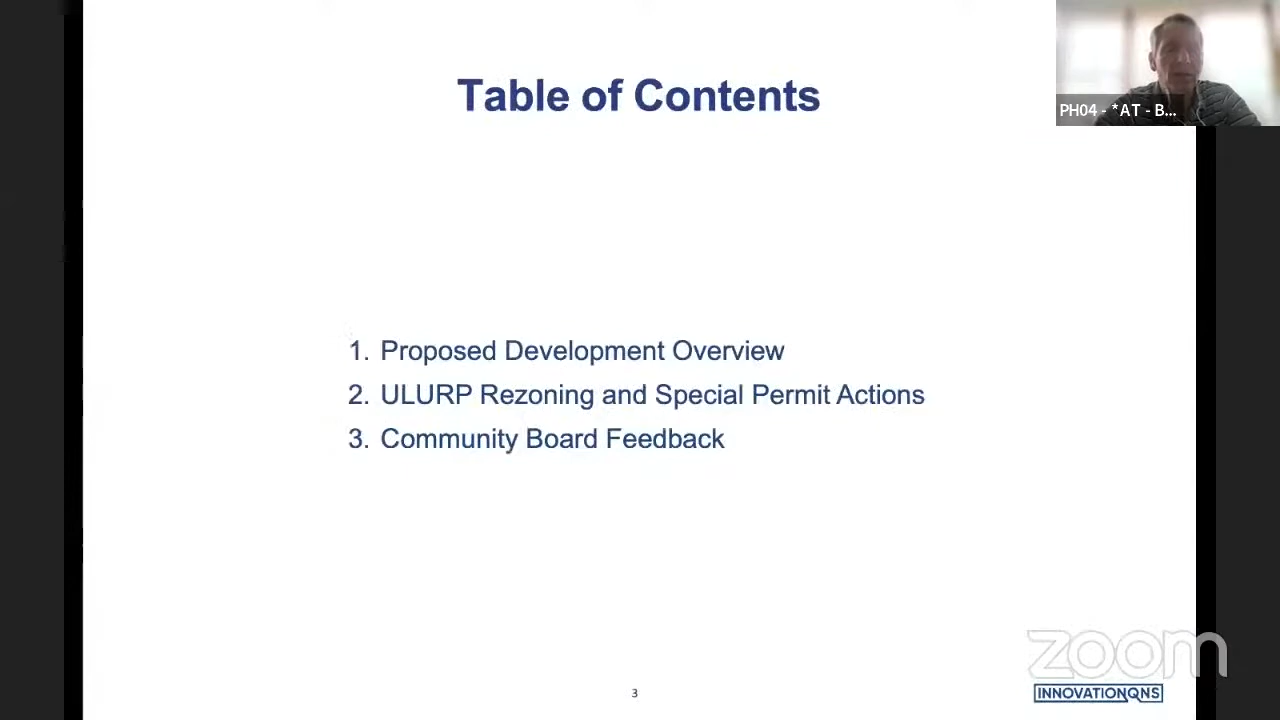 Table of Contents
PH04 - *AT - B...
1. Proposed Development Overview
2. ULURP Rezoning and Special Permit Actions
3. Community Board Feedback
zoom
INNOVATIONQNS
3